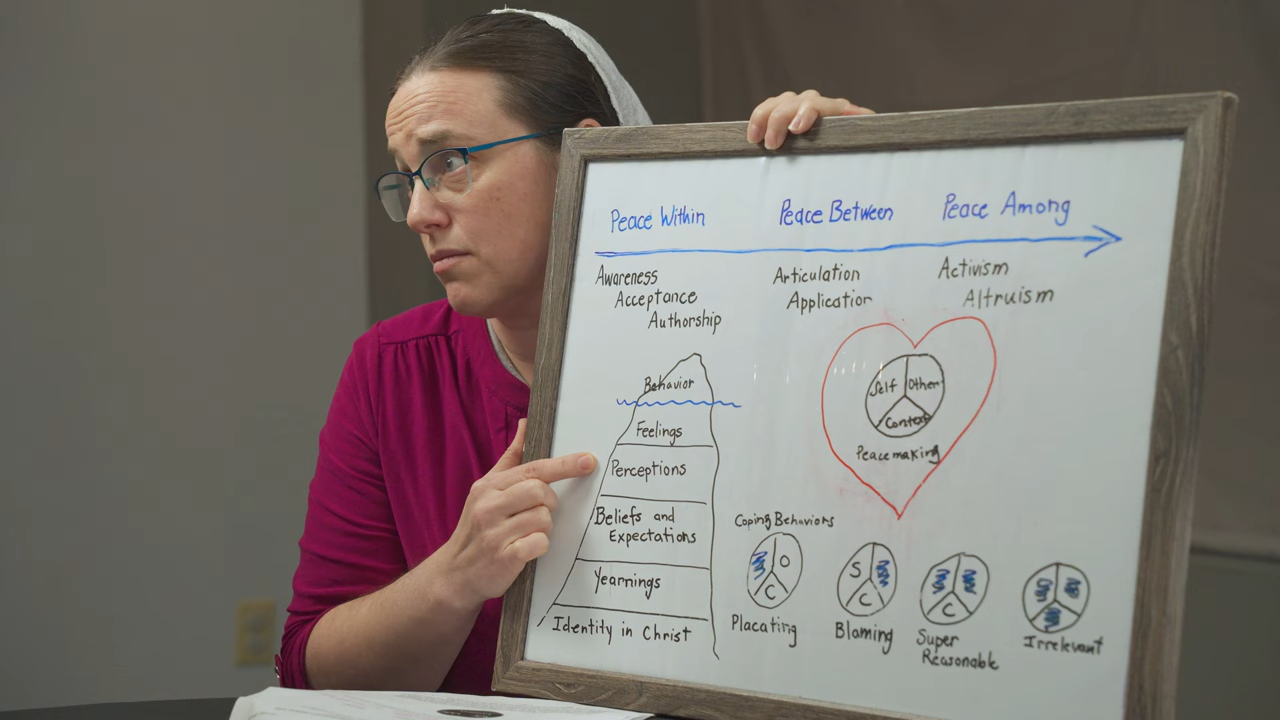 Peace Within
Peace Between
Peace Among
Awareness
Acceptance
Authorship
Articulation
Application
Activism
Altruism
Behavior
Feelings
Perceptions
Beliefs and
Expectations
Yearnings
Identity in Christ
Self
Other
Context
Peacemaking
Coping Behaviors
O
C
Placating
S
C
Blaming
C
Super
Reasonable
Irrelevant